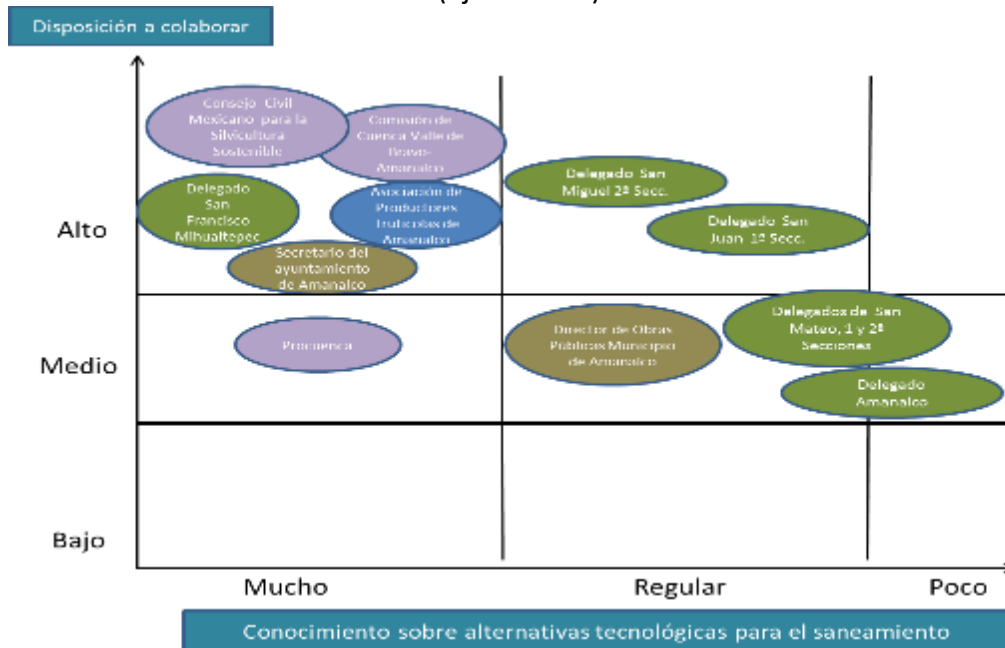 Disposición a colaborar
Consejo Civil
Mexicano para la
Silvicultura
Sostenible
Comisión de
Cuenca Valle de
Bravo-
Amanalco
Delegado
San
Francisco
Mihualtepec
Asociación de
Productores
Frutícolas de
Amanalco
Secretario del
ayuntamiento
de Amanalco
Delegado San
Miguel 2ª Secc.
Delegado San
Juan 1ª Secc.
Alto
Procuenca
Director de Obras
Públicas Municipio
de Amanalco
Delegados de San
Mateo, 1 y 2ª
Secciones
Delegado
Amanalco
Medio
Bajo
Mucho
Regular
Poco
Conocimiento sobre alternativas tecnológicas para el saneamiento